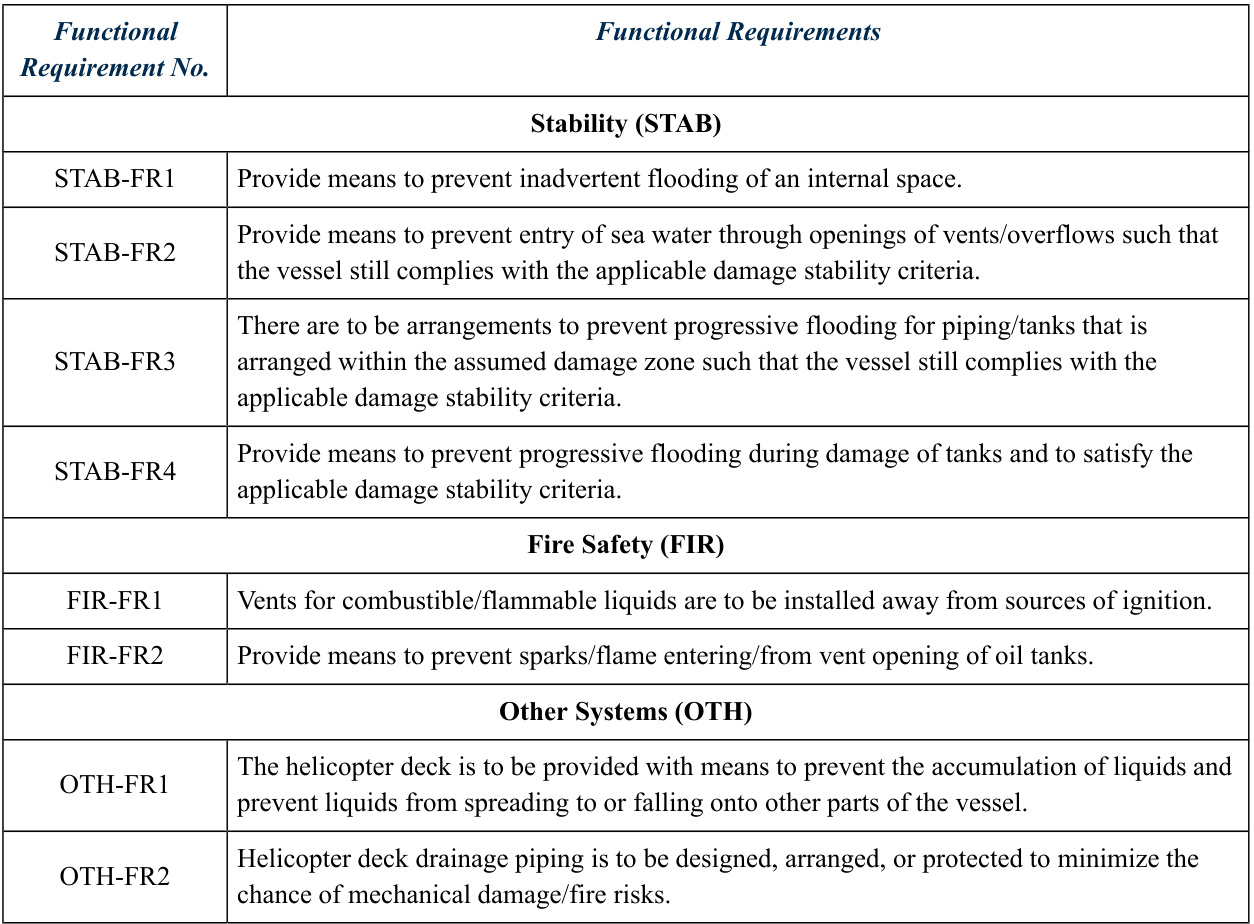 Functional
Requirement No.
Functional Requirements
Stability (STAB)
STAB-FR1
Provide means to prevent inadvertent flooding of an internal space.
STAB-FR2
Provide means to prevent entry of sea water through openings of vents/overflows such that
the vessel still complies with the applicable damage stability criteria.
STAB-FR3
There are to be arrangements to prevent progressive flooding for piping/tanks that is
arranged within the assumed damage zone such that the vessel still complies with the
applicable damage stability criteria.
STAB-FR4
Provide means to prevent progressive flooding during damage of tanks and to satisfy the
applicable damage stability criteria.
Fire Safety (FIR)
FIR-FR1
Vents for combustible/flammable liquids are to be installed away from sources of ignition.
FIR-FR2
Provide means to prevent sparks/flame entering/from vent opening of oil tanks.
Other Systems (OTH)
OTH-FR1
The helicopter deck is to be provided with means to prevent the accumulation of liquids and
prevent liquids from spreading to or falling onto other parts of the vessel.
OTH-FR2
Helicopter deck drainage piping is to be designed, arranged, or protected to minimize the
chance of mechanical damage/fire risks.